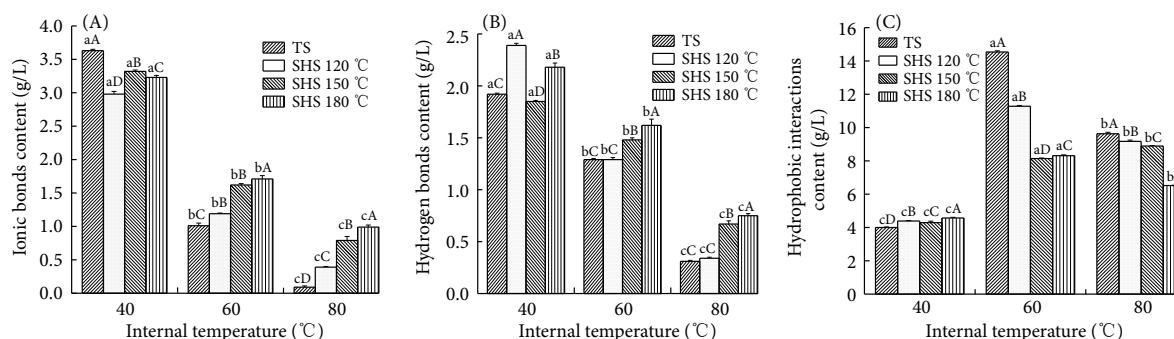 (A)
Ionic bonds content (g/L)
4.0
3.5
3.0
2.5
2.0
1.5
1.0
0.5
0.0
TS
SHS 120 ℃
SHS 150 ℃
SHS 180 ℃
aA
aD
aB
aC
bC
bB
bB
bA
cD
cC
cB
cA
40
60
80
Internal temperature (℃)
(B)
Hydrogen bonds content (g/L)
2.5
2.0
1.5
1.0
0.5
0.0
TS
SHS 120 ℃
SHS 150 ℃
SHS 180 ℃
aC
aA
aD
aB
bC
bC
bB
bA
cC
cC
cB
cA
40
60
80
Internal temperature (℃)
(C)
Hydrophobic interactions
content (g/L)
16
14
12
10
8
6
4
2
0
TS
SHS 120 ℃
SHS 150 ℃
SHS 180 ℃
cD
cB
cC
cA
aA
aB
aD
aC
bA
bB
bC
b
40
60
80
Internal temperature (℃)